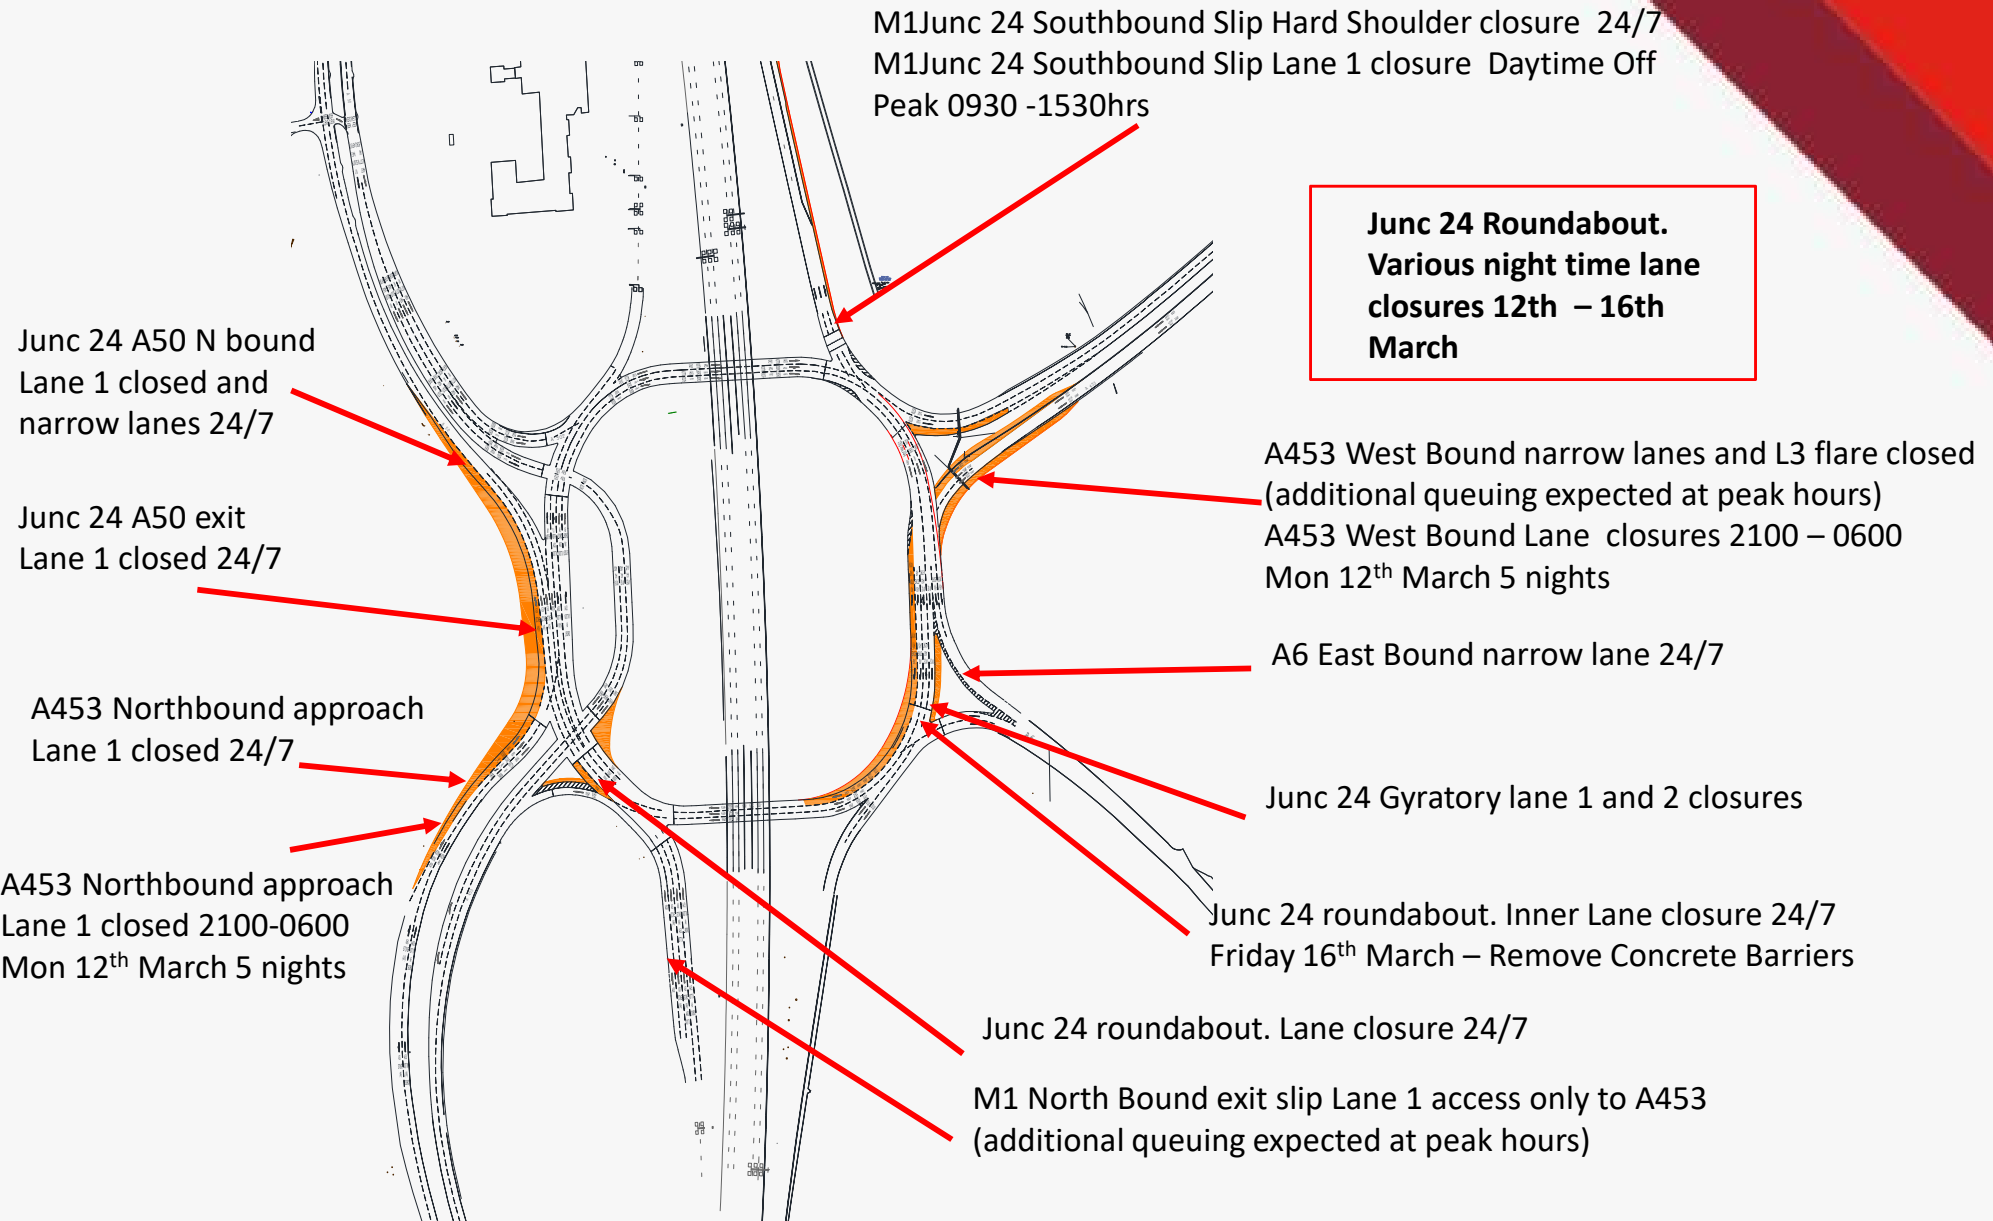 M1Junc 24 Southbound Slip Hard Shoulder closure  24/7
M1Junc 24 Southbound Slip Lane 1 closure  Daytime Off
Peak 0930 -1530hrs
Junc 24 Roundabout.
Various night time lane
closures 12th  – 16th
March
Junc 24 A50 N bound
Lane 1 closed and
narrow lanes 24/7
A453 West Bound narrow lanes and L3 flare closed
(additional queuing expected at peak hours)
A453 West Bound Lane  closures 2100 – 0600
Mon 12th March 5 nights
Junc 24 A50 exit
Lane 1 closed 24/7
A6 East Bound narrow lane 24/7
A453 Northbound approach
Lane 1 closed 24/7
Junc 24 Gyratory lane 1 and 2 closures
A453 Northbound approach
Lane 1 closed 2100-0600
Mon 12th March 5 nights
Junc 24 roundabout. Inner Lane closure 24/7
Friday 16th March – Remove Concrete Barriers
Junc 24 roundabout. Lane closure 24/7
M1 North Bound exit slip Lane 1 access only to A453
(additional queuing expected at peak hours)